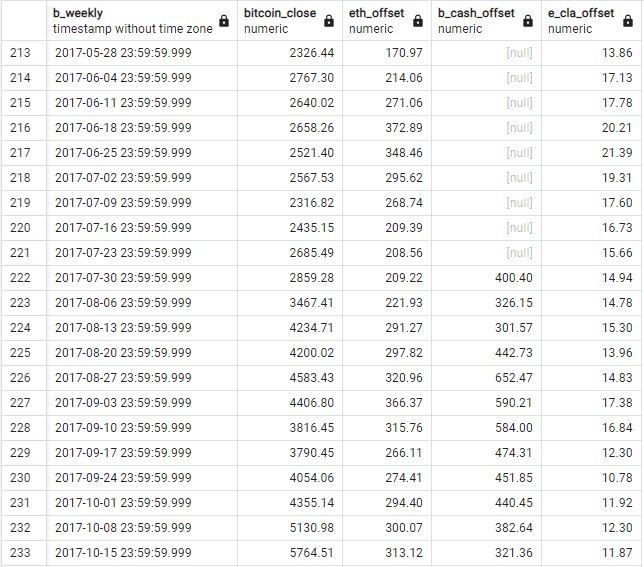 b_weekly bitcoin_close eth_offset b_cash_offset e_cla_offset
timestamp without time zone numeric numeric numeric numeric
213 2017-05-28 23:59:59.999 2326.44 170.97 [null] 13.86
214 2017-06-04 23:59:59.999 2767.30 214.06 [null] 17.13
215 2017-06-11 23:59:59.999 2640.02 271.06 [null] 17.78
216 2017-06-18 23:59:59.999 2658.26 372.89 [null] 20.21
217 2017-06-25 23:59:59.999 2521.40 348.46 [null] 21.39
218 2017-07-02 23:59:59.999 2567.53 295.62 [null] 19.31
219 2017-07-09 23:59:59.999 2316.82 268.74 [null] 17.60
220 2017-07-16 23:59:59.999 2435.15 209.39 [null] 16.73
221 2017-07-23 23:59:59.999 2685.49 208.56 [null] 15.66
222 2017-07-30 23:59:59.999 2859.28 209.22 400.40 14.94
223 2017-08-06 23:59:59.999 3467.41 221.93 326.15 14.78
224 2017-08-13 23:59:59.999 4234.71 291.27 301.57 15.30
225 2017-08-20 23:59:59.999 4200.02 297.82 442.73 13.96
226 2017-08-27 23:59:59.999 4583.43 320.96 652.47 14.83
227 2017-09-03 23:59:59.999 4406.80 366.37 590.21 17.38
228 2017-09-10 23:59:59.999 3816.45 315.76 584.00 16.84
229 2017-09-17 23:59:59.999 3790.45 266.11 474.31 12.30
230 2017-09-24 23:59:59.999 4054.06 274.41 451.85 10.78
231 2017-10-01 23:59:59.999 4355.14 294.40 440.45 11.92
232 2017-10-08 23:59:59.999 5130.98 300.07 382.64 12.30
233 2017-10-15 23:59:59.999 5764.51 313.12 321.36 11.87